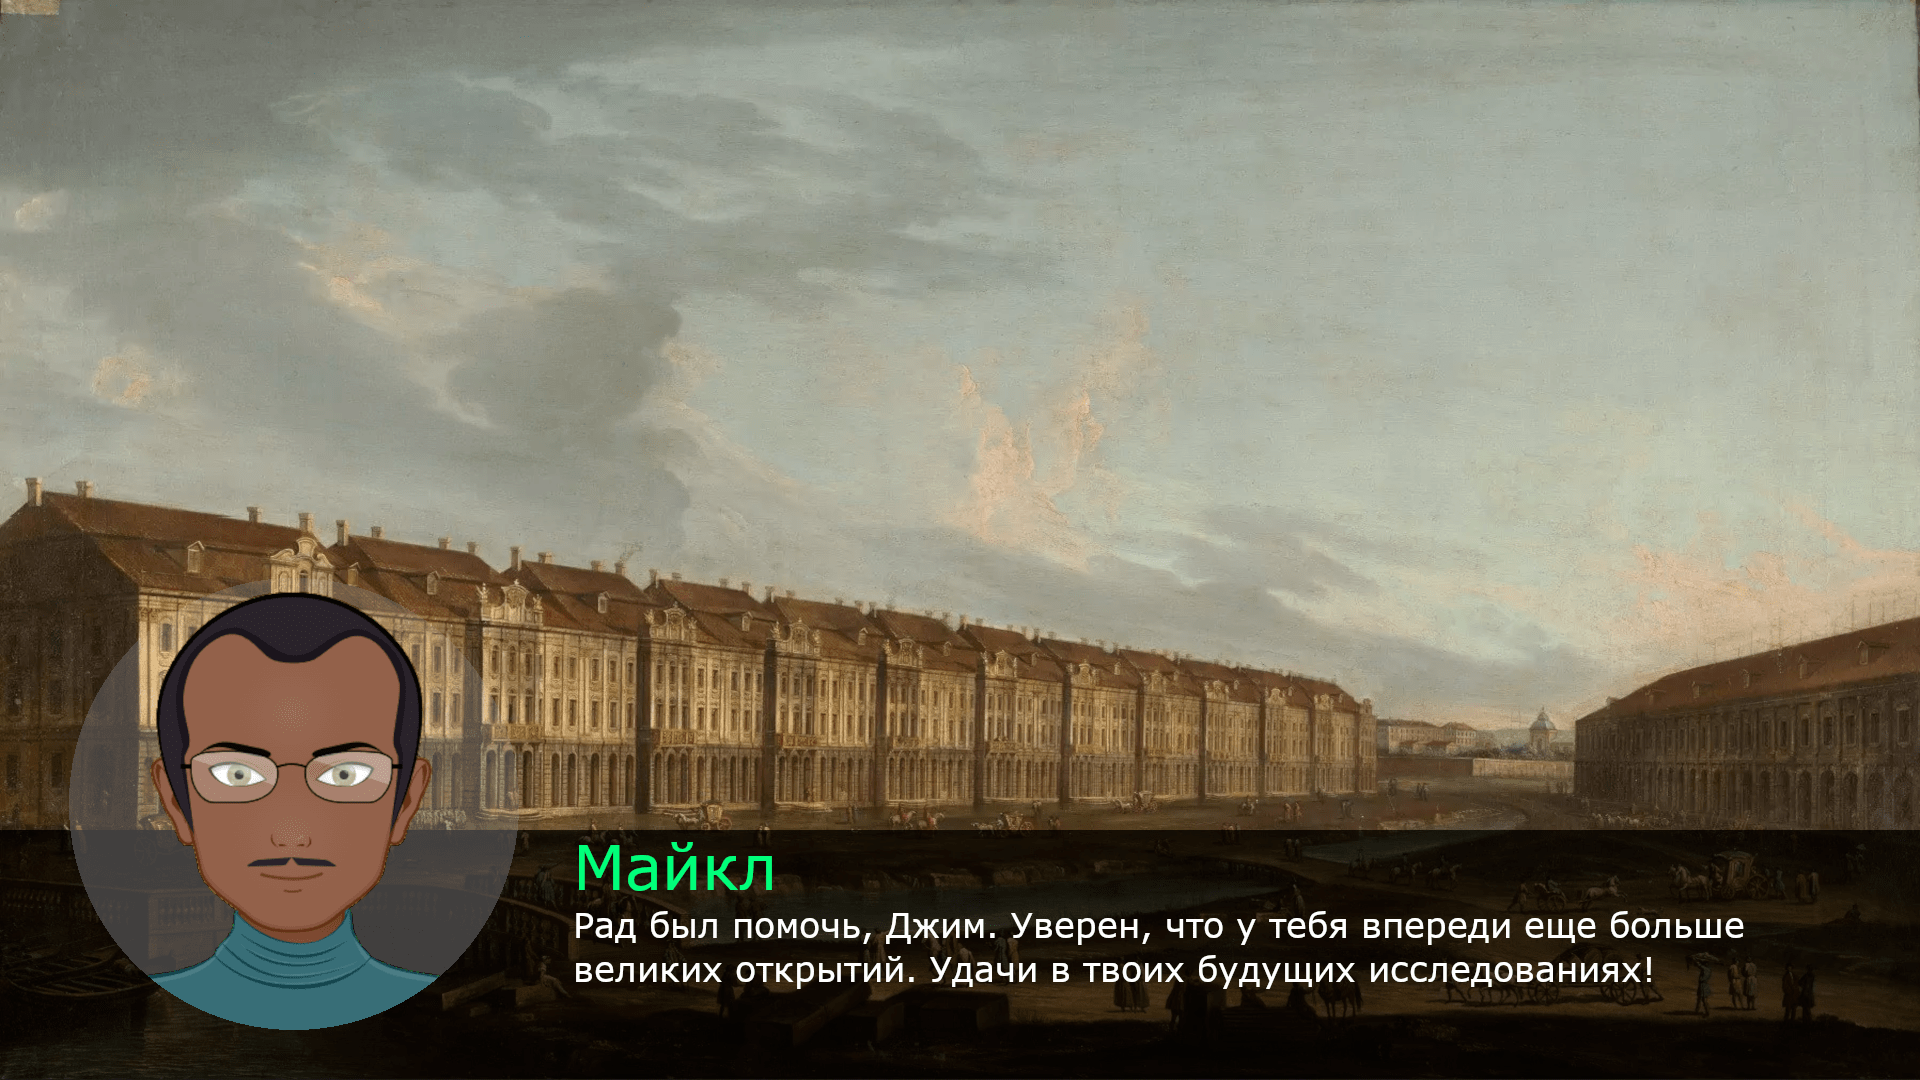 Майкл
Рад был помочь, Джим. Уверен, что у тебя впереди еще больше
великих открытий. Удачи в твоих будущих исследованиях!